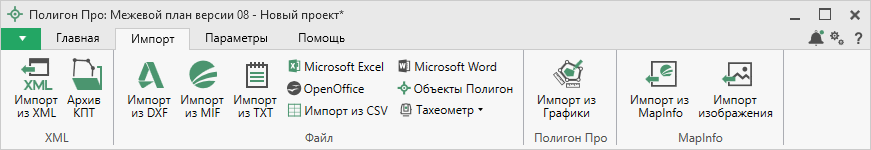 Полигон Про: Межевой план версии 08 - Новый проект*
Главная Импорт Параметры Помощь
XML
Импорт из XML
Архив КПТ
XML
Импорт из DXF
Импорт из MIF
Импорт из TXT
Microsoft Excel
OpenOffice
Импорт из CSV
Microsoft Word
Объекты Полигон
Тахеометр
Файл
Импорт из Графики
Полигон Про
Импорт из MapInfo
Импорт изображения
MapInfo